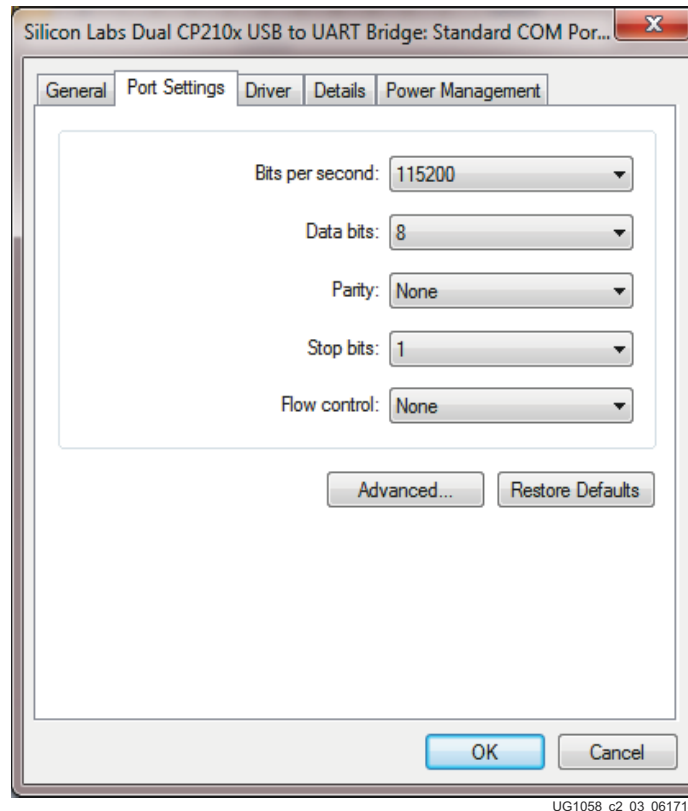 Silicon Labs Dual CP210x USB to UART Bridge: Standard COM Por...
General Port Settings Driver Details Power Management
Bits per second: 115200
Data bits: 8
Parity: None
Stop bits: 1
Flow control: None
Advanced... Restore Defaults
OK Cancel
UG1058_c2_03_06171